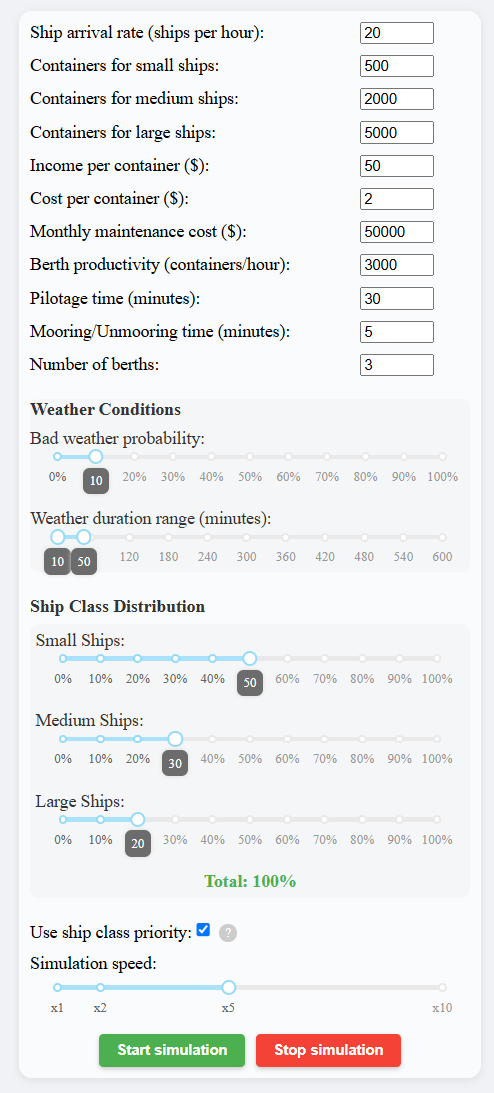 Ship arrival rate (ships per hour): 20
Containers for small ships: 500
Containers for medium ships: 2000
Containers for large ships: 5000
Income per container ($): 50
Cost per container ($): 2
Monthly maintenance cost ($): 50000
Berth productivity (containers/hour): 3000
Pilotage time (minutes): 30
Mooring/Unmooring time (minutes): 5
Number of berths: 3
Weather Conditions
Bad weather probability:
0% 10 20% 30% 40% 50% 60% 70% 80% 90% 100%
Weather duration range (minutes):
10 50 120 180 240 300 360 420 480 540 600
Ship Class Distribution
Small Ships:
0% 10% 20% 30% 40% 50 60% 70% 80% 90% 100%
Medium Ships:
0% 10% 20% 30 40% 50% 60% 70% 80% 90% 100%
Large Ships:
0% 10% 20 30% 40% 50% 60% 70% 80% 90% 100%
Total: 100%
Use ship class priority: ?
Simulation speed:
x1 x2 x5 x10
Start simulation Stop simulation